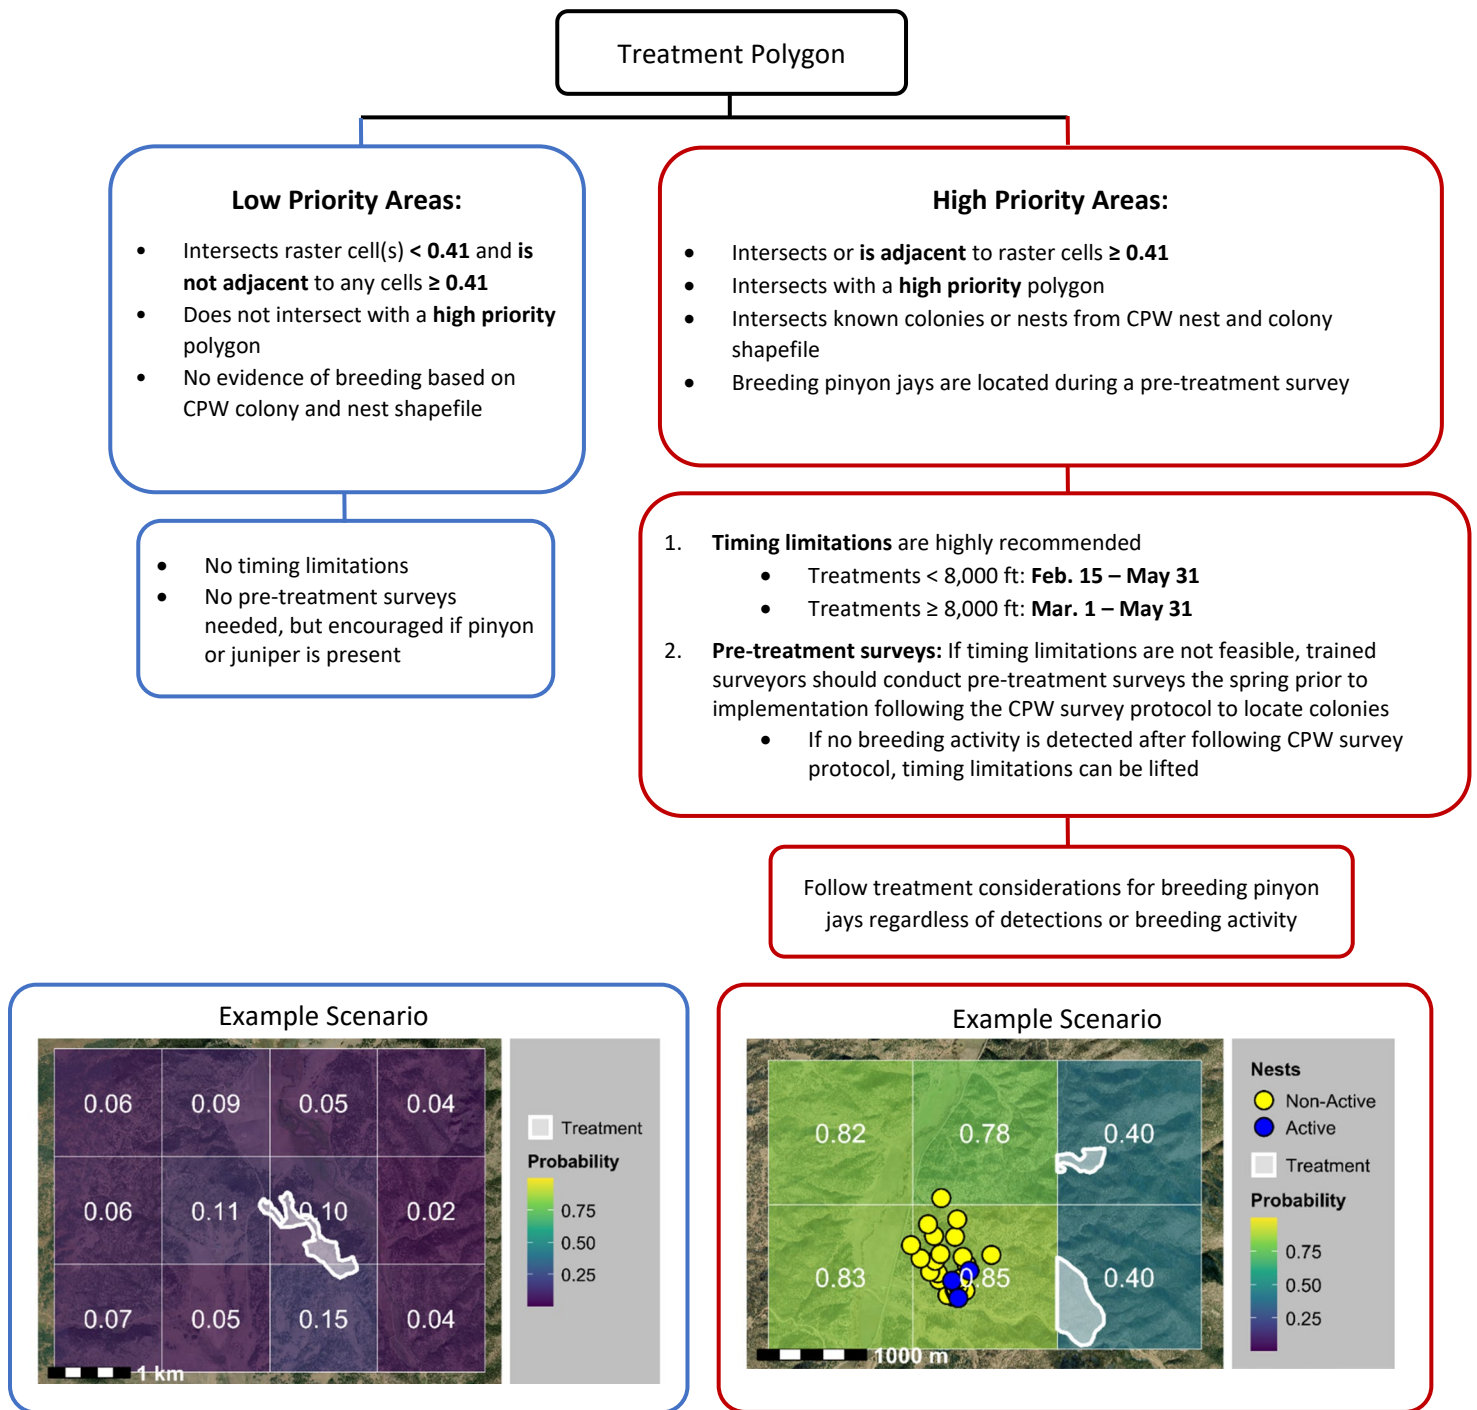 Treatment Polygon
Low Priority Areas:
• Intersects raster cell(s) < 0.41 and is
not adjacent to any cells ≥ 0.41
• Does not intersect with a high priority
polygon
• No evidence of breeding based on
CPW colony and nest shapefile
High Priority Areas:
• Intersects or is adjacent to raster cells ≥ 0.41
• Intersects with a high priority polygon
• Intersects known colonies or nests from CPW nest and colony
shapefile
• Breeding pinyon jays are located during a pre-treatment survey
• No timing limitations
• No pre-treatment surveys
needed, but encouraged if pinyon
or juniper is present
1. Timing limitations are highly recommended
• Treatments < 8,000 ft: Feb. 15 – May 31
• Treatments ≥ 8,000 ft: Mar. 1 – May 31
2. Pre-treatment surveys: If timing limitations are not feasible, trained
surveyors should conduct pre-treatment surveys the spring prior to
implementation following the CPW survey protocol to locate colonies
• If no breeding activity is detected after following CPW survey
protocol, timing limitations can be lifted
Follow treatment considerations for breeding pinyon
jays regardless of detections or breeding activity
Example Scenario
0.06 0.09 0.05 0.04
0.06 0.11 0.10 0.02
0.07 0.05 0.15 0.04
1 km
Treatment
Probability
0.75
0.50
0.25
Example Scenario
0.82 0.78 0.40
0.83 0.85 0.40
1000 m
Nests
Non-Active
Active
Treatment
Probability
0.75
0.50
0.25